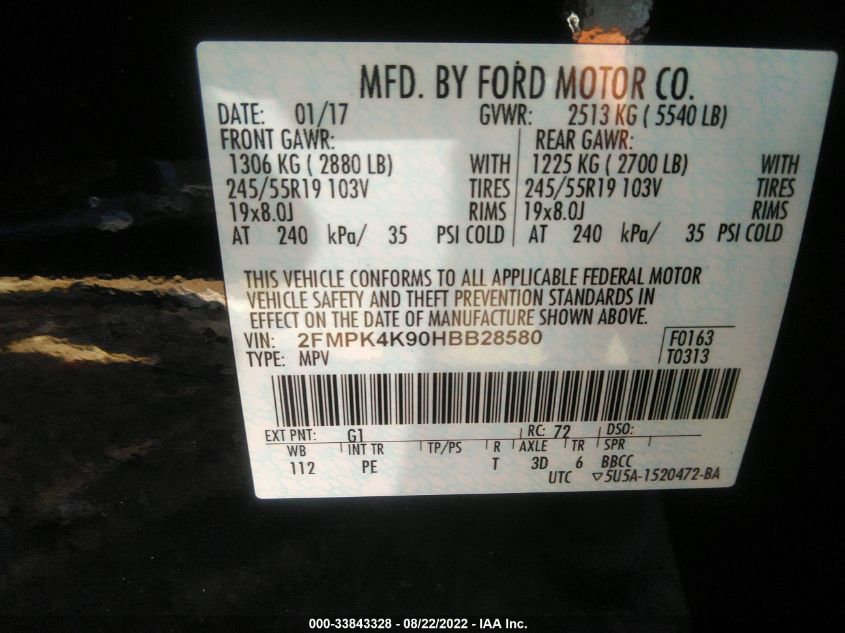 MFD. BY FORD MOTOR CO.
DATE: 01/17 GVWR: 2513 KG ( 5540 LB)
FRONT GAWR: REAR GAWR:
1306 KG ( 2880 LB) WITH 1225 KG ( 2700 LB) WITH
245/55R19 103V TIRES 245/55R19 103V TIRES
19x8.0J RIMS 19x8.0J RIMS
AT 240 kPa/ 35 PSI COLD AT 240 kPa/ 35 PSI COLD
THIS VEHICLE CONFORMS TO ALL APPLICABLE FEDERAL MOTOR
VEHICLE SAFETY AND THEFT PREVENTION STANDARDS IN
EFFECT ON THE DATE OF MANUFACTURE SHOWN ABOVE.
VIN: 2FMPK4K90HBB28580 F0163
TYPE: MPV T0313
EXT PNT: G1 RC: 72 DSO:
WB INT TR TP/PS R AXLE TR SPR
112 PE T 3D 6 BBCC
UTC ▽5U5A-1520472-BA
000-33843328 - 08/22/2022 - IAA Inc.